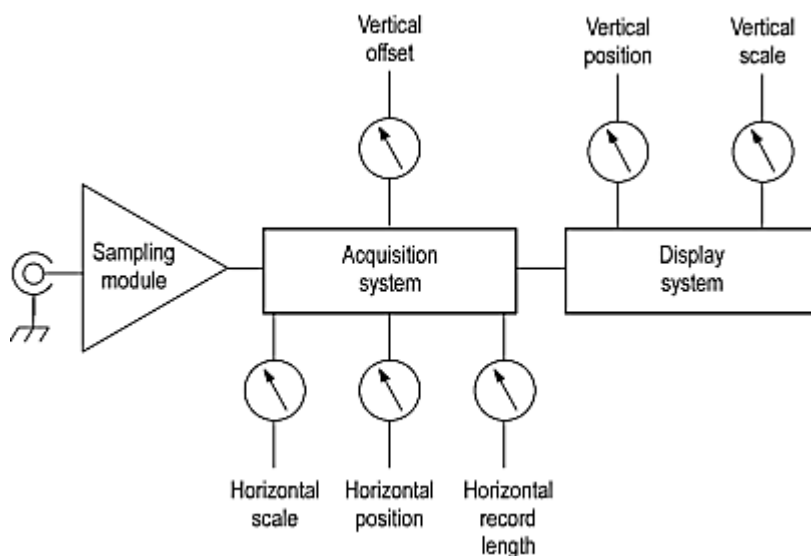 Vertical
offset
Vertical
position
Vertical
scale
Sampling
module
Acquisition
system
Display
system
Horizontal
scale
Horizontal
position
Horizontal
record
length